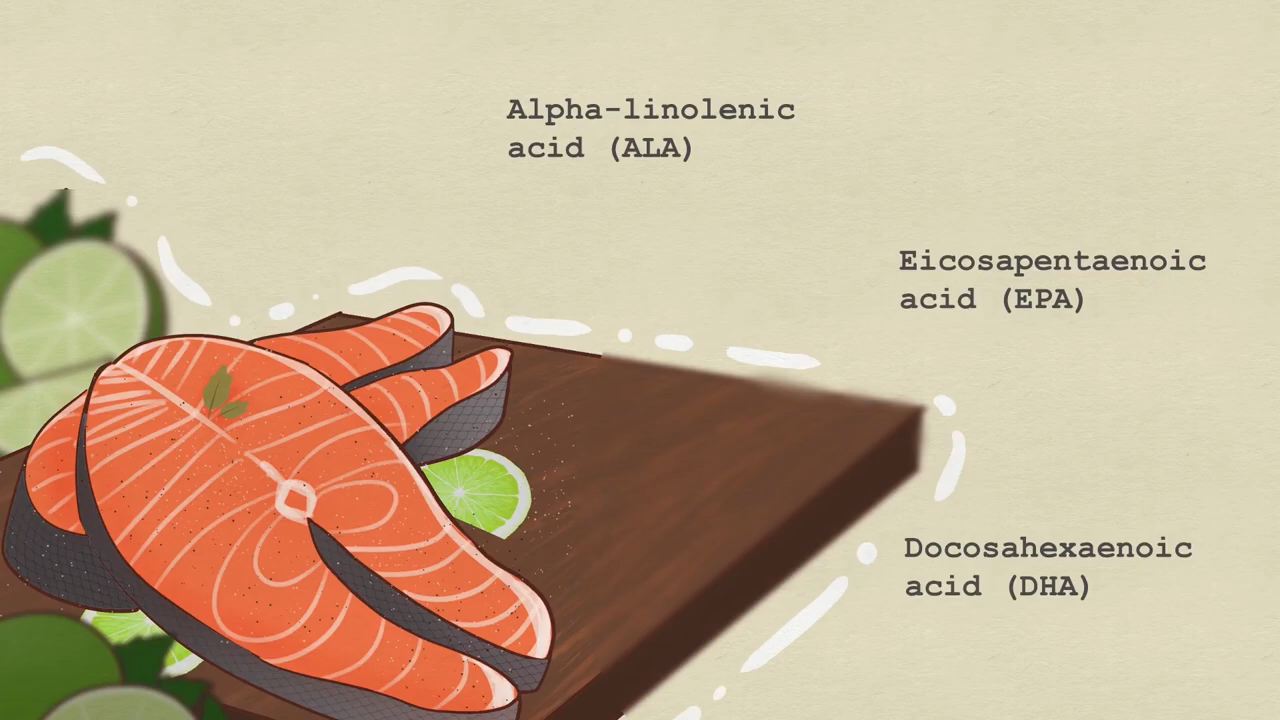 Alpha-linolenic
acid (ALA)
Eicosapentaenoic
acid (EPA)
Docosahexaenoic
acid (DHA)